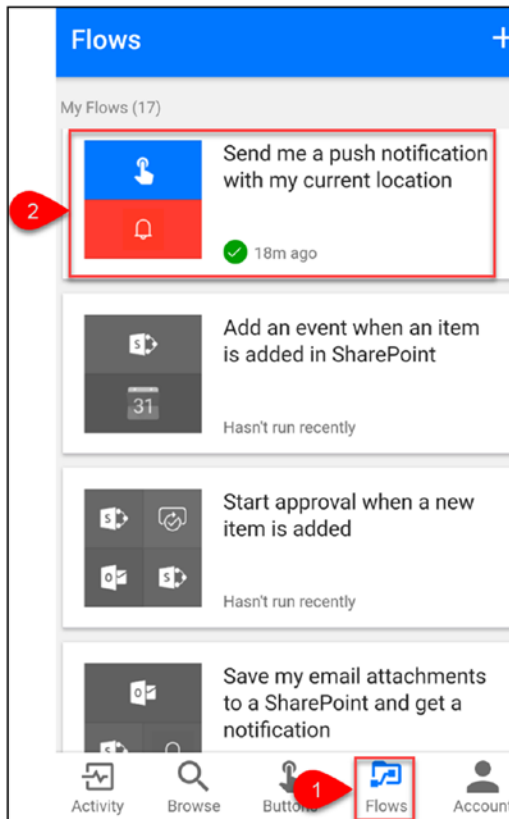 Flows
+
My Flows (17)
Send me a push notification
with my current location
2
18m ago
Add an event when an item
is added in SharePoint
S
31
Hasn't run recently
Start approval when a new
item is added
S
O
S
Hasn't run recently
Save my email attachments
to a SharePoint and get a
notification
O
S
1
Activity
Browse
Buttons
Flows
Account